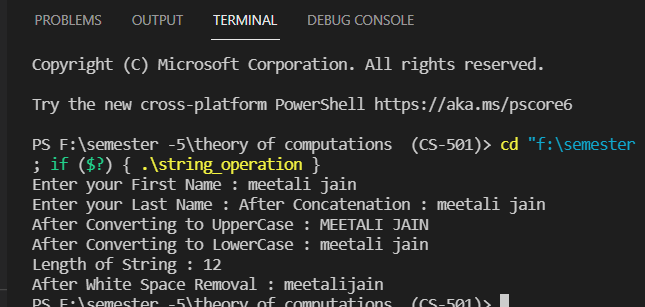 PROBLEMS OUTPUT TERMINAL DEBUG CONSOLE
Copyright (C) Microsoft Corporation. All rights reserved.
Try the new cross-platform PowerShell https://aka.ms/pscore6
PS F:\semester -5\theory of computations  (CS-501)> cd "f:\semester
; if ($?) { .\string_operation }
Enter your First Name : meetali jain
Enter your Last Name : After Concatenation : meetali jain
After Converting to UpperCase : MEETALI JAIN
After Converting to LowerCase : meetali jain
Length of String : 12
After White Space Removal : meetalijain
PS F:\semester -5\theory of computations  (CS-501)>